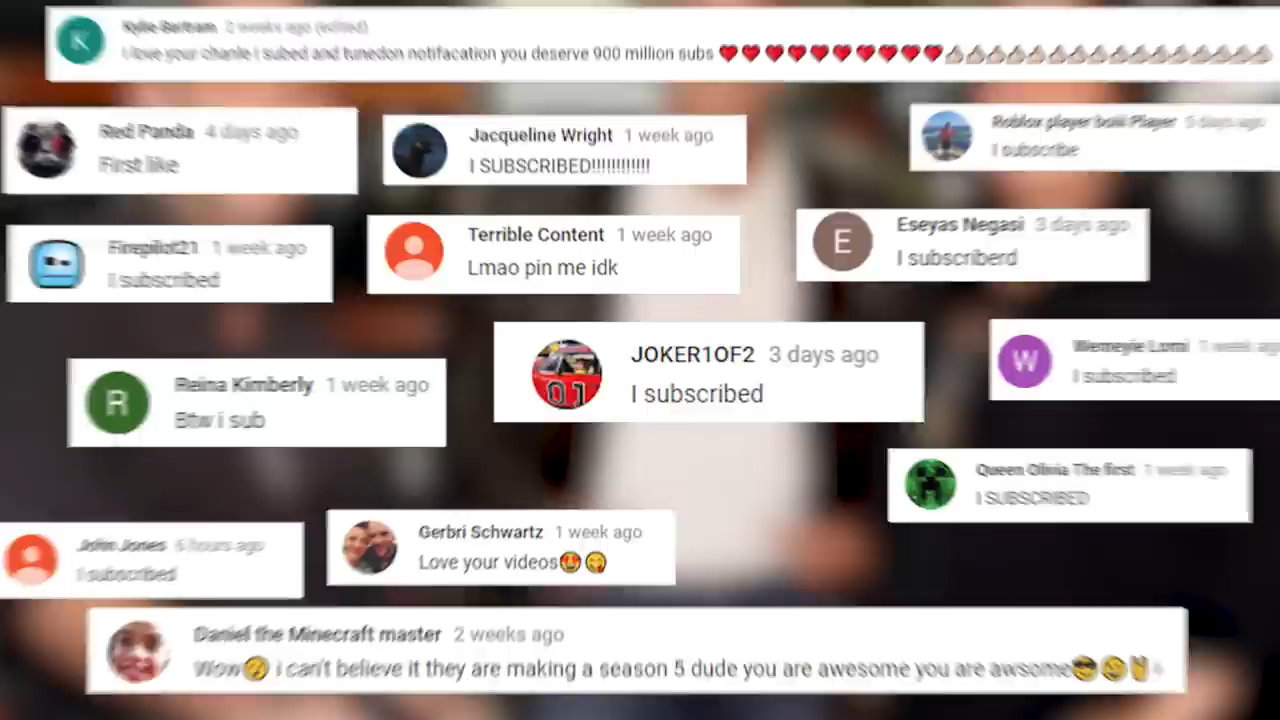 K
Kylie Bertram 2 weeks ago (edited)
I love your chanle I subed and tunedon notifacation you deserve 900 million subs ❤❤❤❤❤❤❤❤❤❤👍🏻👍🏻👍🏻👍🏻👍🏻👍🏻👍🏻👍🏻👍🏻👍🏻👍🏻👍🏻👍🏻👍🏻👍🏻👍🏻
Red Panda 4 days ago
First like
Jacqueline Wright 1 week ago
I SUBSCRIBED!!!!!!!!!!!!!
Roblox player boiii Player 5 days ago
I subscribe
Firepilot21 1 week ago
I subscribed
Terrible Content 1 week ago
Lmao pin me idk
E
Eseyas Negasi 3 days ago
I subscriberd
R
Raina Kimberly 1 week ago
Btw i sub
01
JOKER1OF2 3 days ago
I subscribed
W
1 week ag
I subscribed
Queen Olivia The first 1 week ago
I SUBSCRIBED
John Jones 6 hours ago
I subscribed
Gerbri Schwartz 1 week ago
Love your videos😍😋
Daniel the Minecraft master 2 weeks ago
Wow i can't believe it they are making a season 5 dude you are awesome you are awsome😎